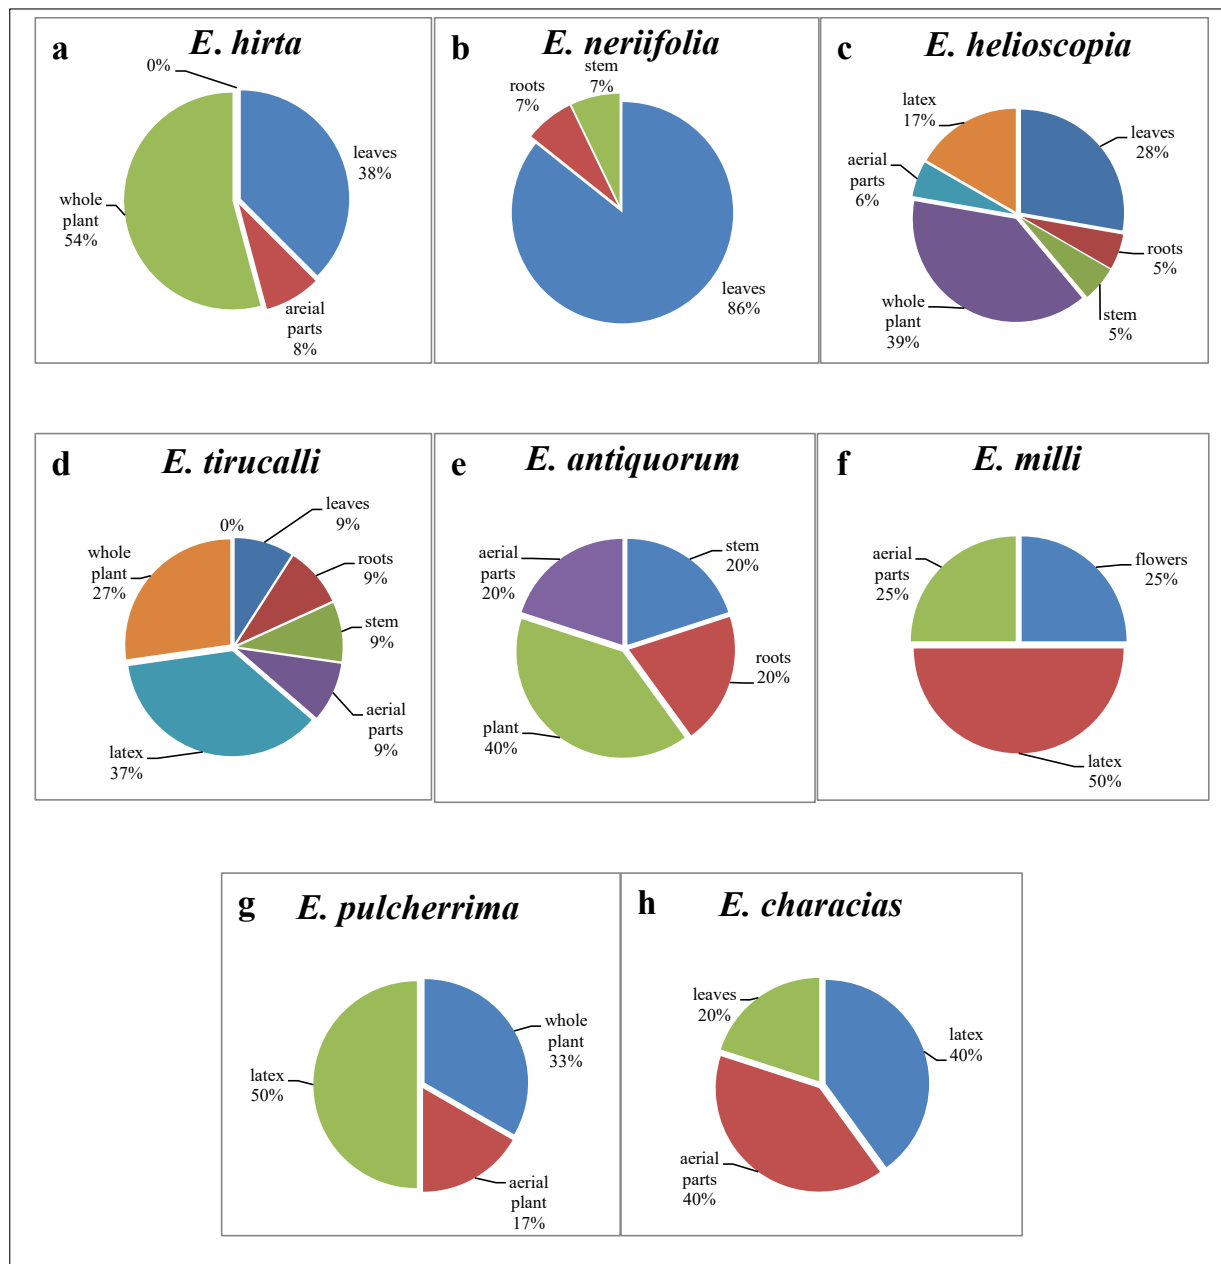 a
E. hirta
0%
leaves
38%
areial
parts
8%
whole
plant
54%
b
E. neriifolia
stem
7%
roots
7%
leaves
86%
c
E. helioscopia
latex
17%
leaves
28%
aerial
parts
6%
roots
5%
stem
5%
whole
plant
39%
d
E. tirucalli
0%
leaves
9%
roots
9%
stem
9%
aerial
parts
9%
latex
37%
whole
plant
27%
e
E. antiquorum
stem
20%
roots
20%
plant
40%
aerial
parts
20%
f
E. milli
flowers
25%
latex
50%
aerial
parts
25%
g
E. pulcherrima
whole
plant
33%
aerial
plant
17%
latex
50%
h
E. characias
latex
40%
aerial
parts
40%
leaves
20%